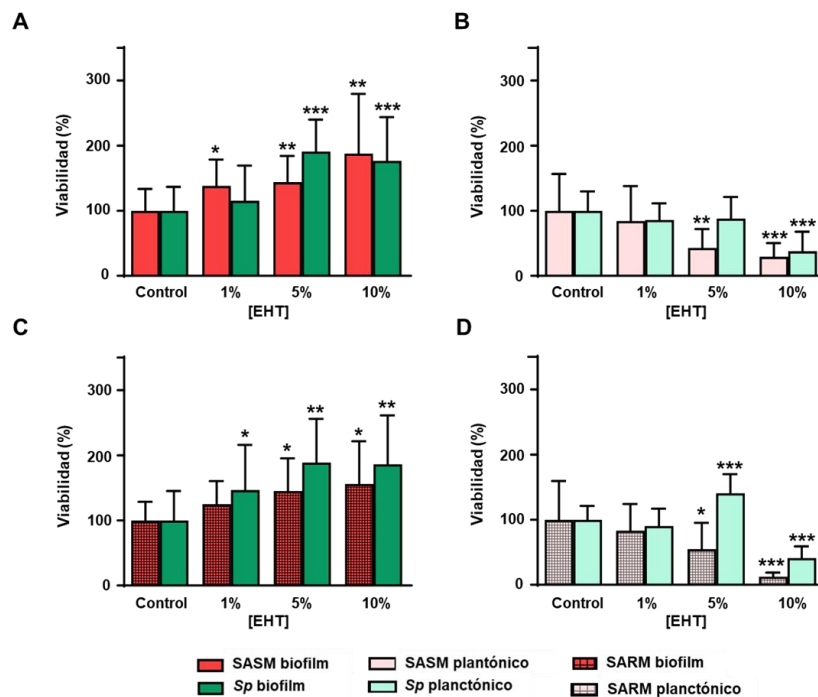 A
Viabilidad (%)
300
200
100
0
*
**
***
**
***
Control 1% 5% 10%
[EHT]
B
Viabilidad (%)
300
200
100
0
**
***
***
Control 1% 5% 10%
[EHT]
C
Viabilidad (%)
300
200
100
0
*
*
**
*
**
Control 1% 5% 10%
[EHT]
D
Viabilidad (%)
300
200
100
0
*
***
***
***
Control 1% 5% 10%
[EHT]
SASM biofilm SASM plantónico SARM biofilm
Sp biofilm Sp planctónico SARM planctónico